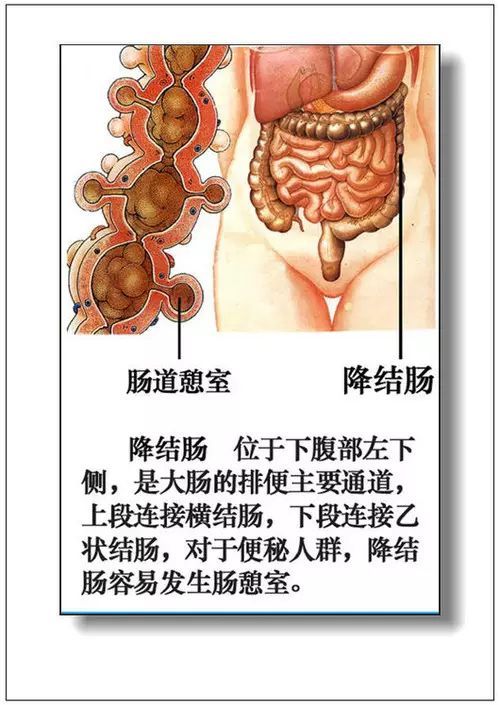 肠道憩室
降结肠
降结肠 位于下腹部左下
侧，是大肠的排便主要通道，
上段连接横结肠，下段连接乙
状结肠，对于便秘人群，降结
肠容易发生肠憩室。